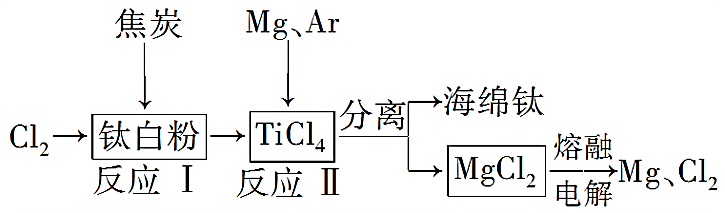 焦炭
Mg、Ar
Cl₂
钛白粉
TiCl₄
分离
海绵钛
反应 Ⅰ
反应 Ⅱ
MgCl₂
熔融
电解
Mg、Cl₂